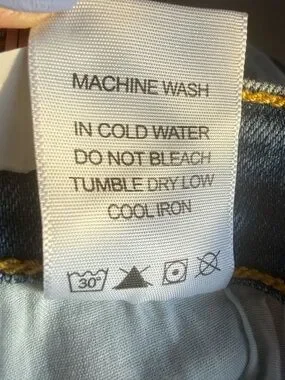 MACHINE WASH
IN COLD WATER
DO NOT BLEACH
TUMBLE DRY LOW
COOL IRON
30°